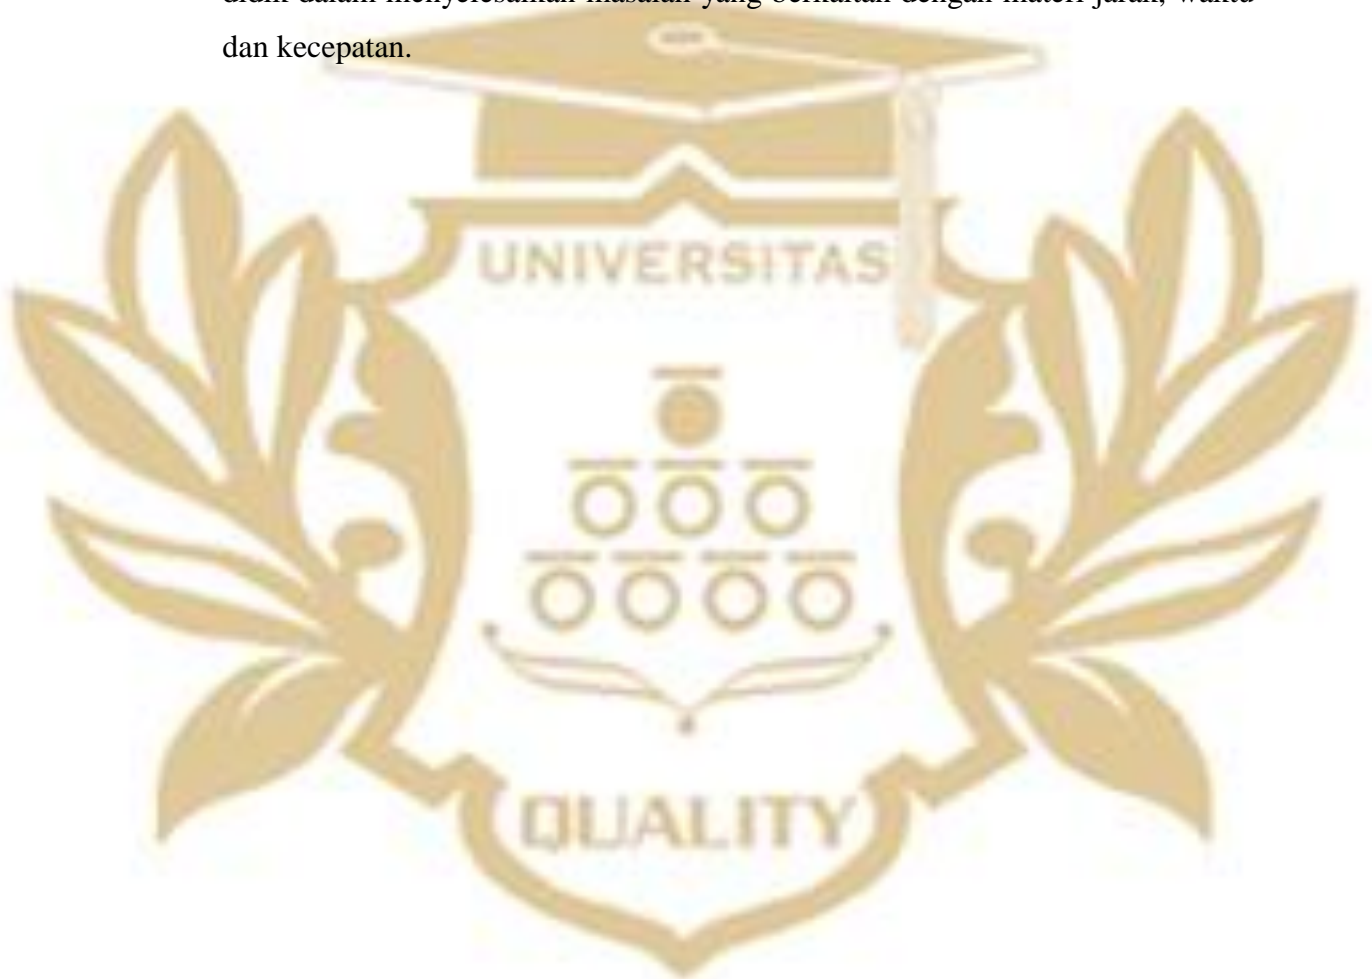 didik dalam menyelesaikan masalah yang berkaitan dengan materi jarak, waktu
dan kecepatan.
UNIVERSITAS
QUALITY